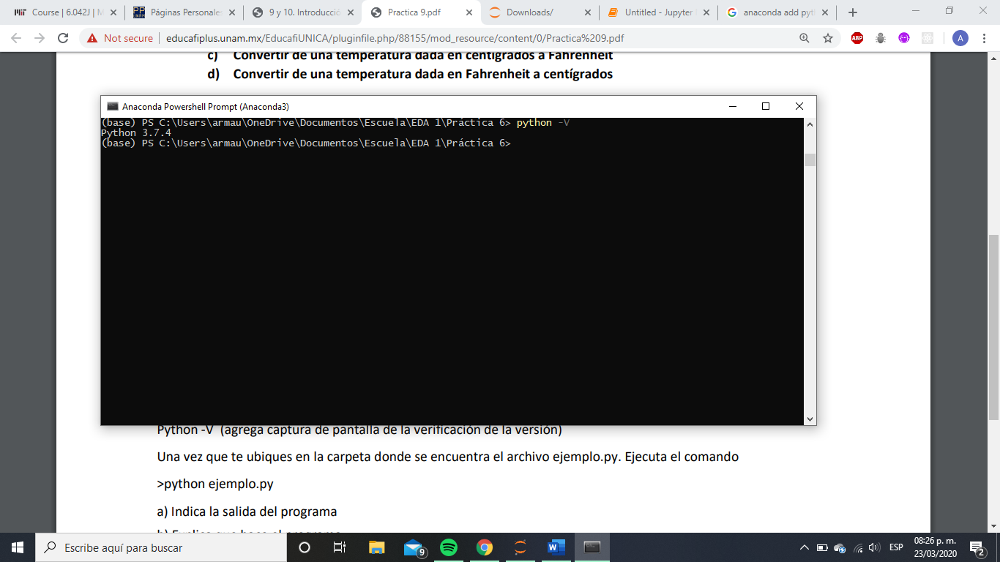 Course | 6.042J | M
Páginas Personales
9 y 10. Introducció
Practica 9.pdf
Downloads/
Untitled - Jupyter
anaconda add pyt
Not secure
educafiplus.unam.mx/EducafiUNICA/pluginfile.php/88155/mod_resource/content/0/Practica%209.pdf
ABP
A
c) Convertir de una temperatura dada en centígrados a Fahrenheit
d) Convertir de una temperatura dada en Fahrenheit a centígrados
Anaconda Powershell Prompt (Anaconda3)
(base) PS C:\Users\armau\OneDrive\Documentos\Escuela\EDA 1\Práctica 6> python -V
Python 3.7.4
(base) PS C:\Users\armau\OneDrive\Documentos\Escuela\EDA 1\Práctica 6>
Python -V (agrega captura de pantalla de la verificación de la versión)
Una vez que te ubiques en la carpeta donde se encuentra el archivo ejemplo.py. Ejecuta el comando
>python ejemplo.py
a) Indica la salida del programa
Escribe aquí para buscar
9
ESP
08:26 p. m.
23/03/2020
2